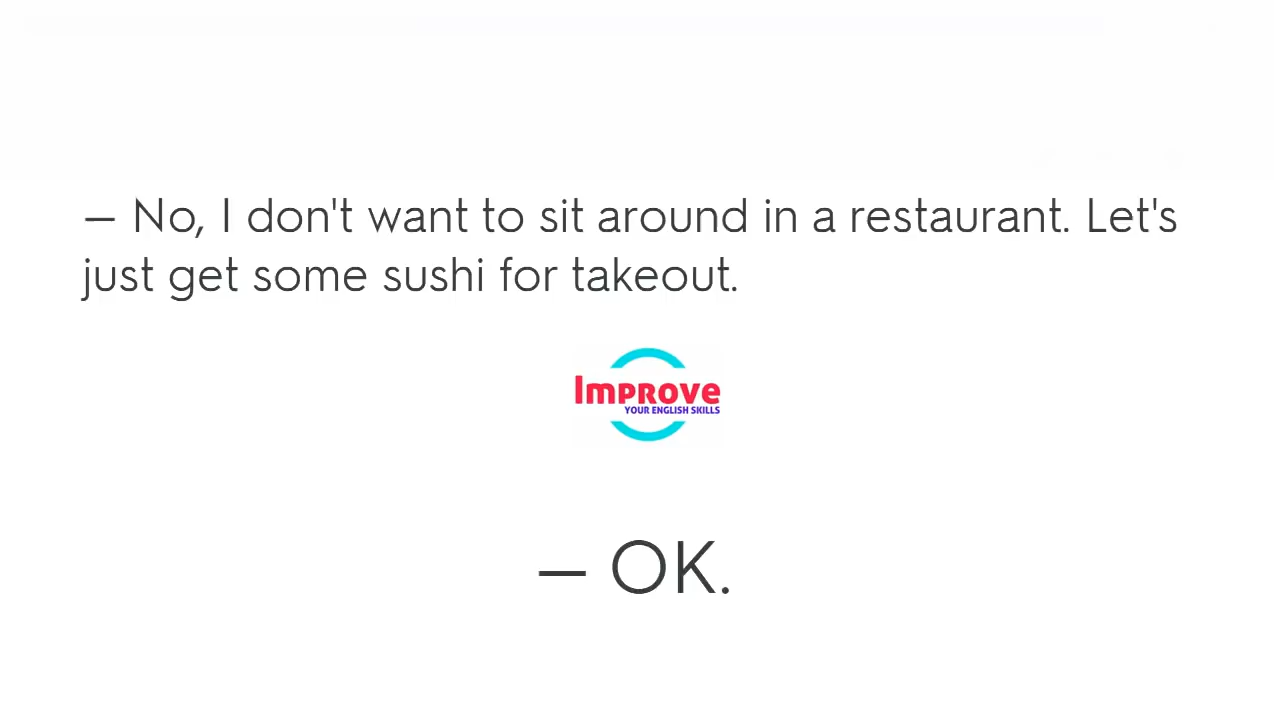 – No, I don't want to sit around in a restaurant. Let's
just get some sushi for takeout.
Improve
YOUR ENGLISH SKILLS
– OK.